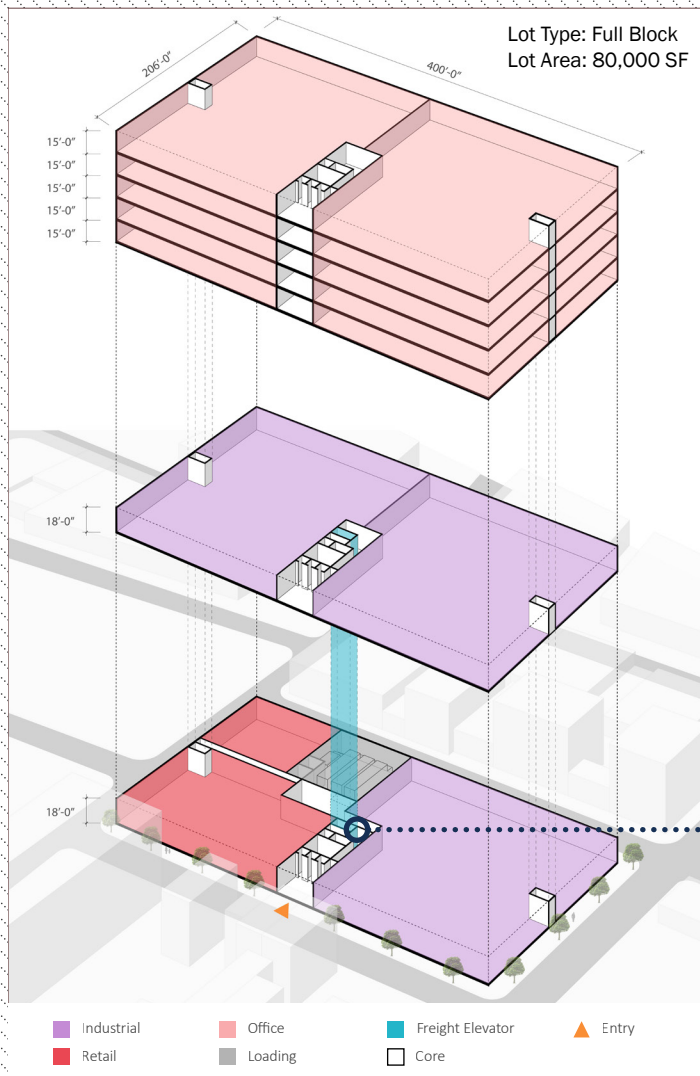 Lot Type: Full Block
Lot Area: 80,000 SF
206'-0"
400'-0"
15'-0"
15'-0"
15'-0"
15'-0"
15'-0"
18'-0"
18'-0"
Industrial
Office
Freight Elevator
Entry
Retail
Loading
Core